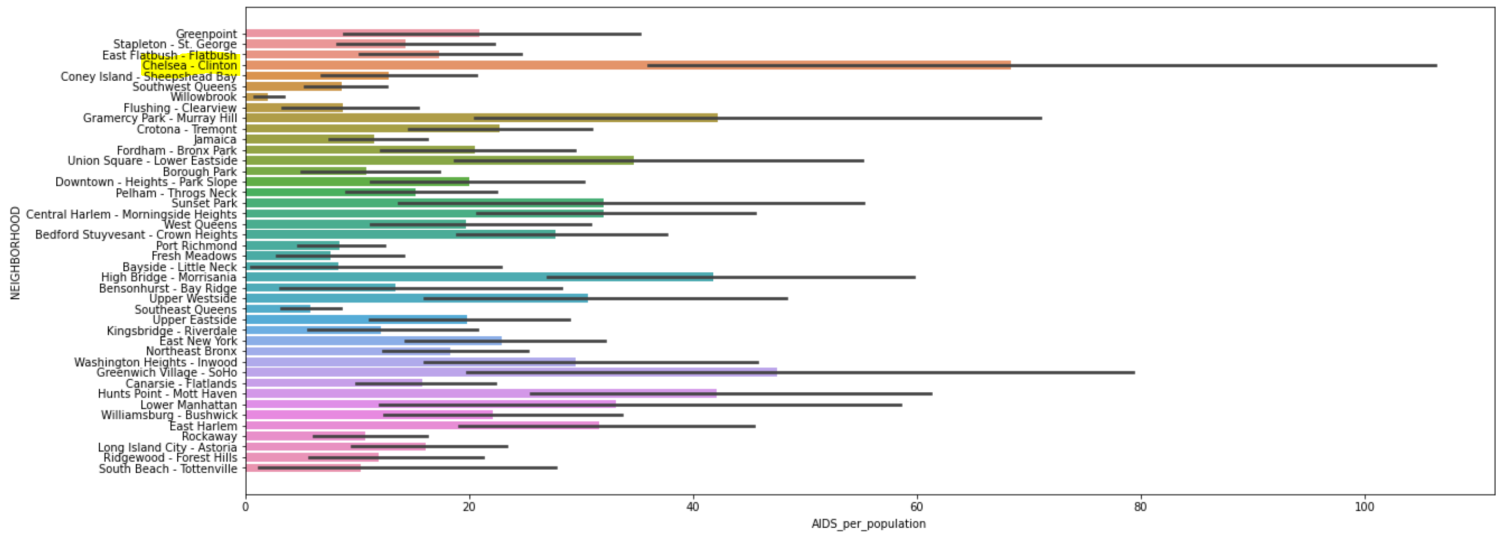 Greenpoint
Stapleton - St. George
East Flatbush - Flatbush
Chelsea - Clinton
Coney Island - Sheepshead Bay
Southwest Queens
Willowbrook
Flushing - Clearview
Gramercy Park - Murray Hill
Crotona - Tremont
Jamaica
Fordham - Bronx Park
Union Square - Lower Eastside
Borough Park
Downtown - Heights - Park Slope
Pelham - Throgs Neck
Sunset Park
Central Harlem - Morningside Heights
West Queens
Bedford Stuyvesant - Crown Heights
Port Richmond
Fresh Meadows
Bayside - Little Neck
High Bridge - Morrisania
Bensonhurst - Bay Ridge
Upper Westside
Southeast Queens
Upper Eastside
Kingsbridge - Riverdale
East New York
Northeast Bronx
Washington Heights - Inwood
Greenwich Village - SoHo
Canarsie - Flatlands
Hunts Point - Mott Haven
Lower Manhattan
Williamsburg - Bushwick
East Harlem
Rockaway
Long Island City - Astoria
Ridgewood - Forest Hills
South Beach - Tottenville
NEIGHBORHOOD
0 20 40 60 80 100
AIDS_per_population